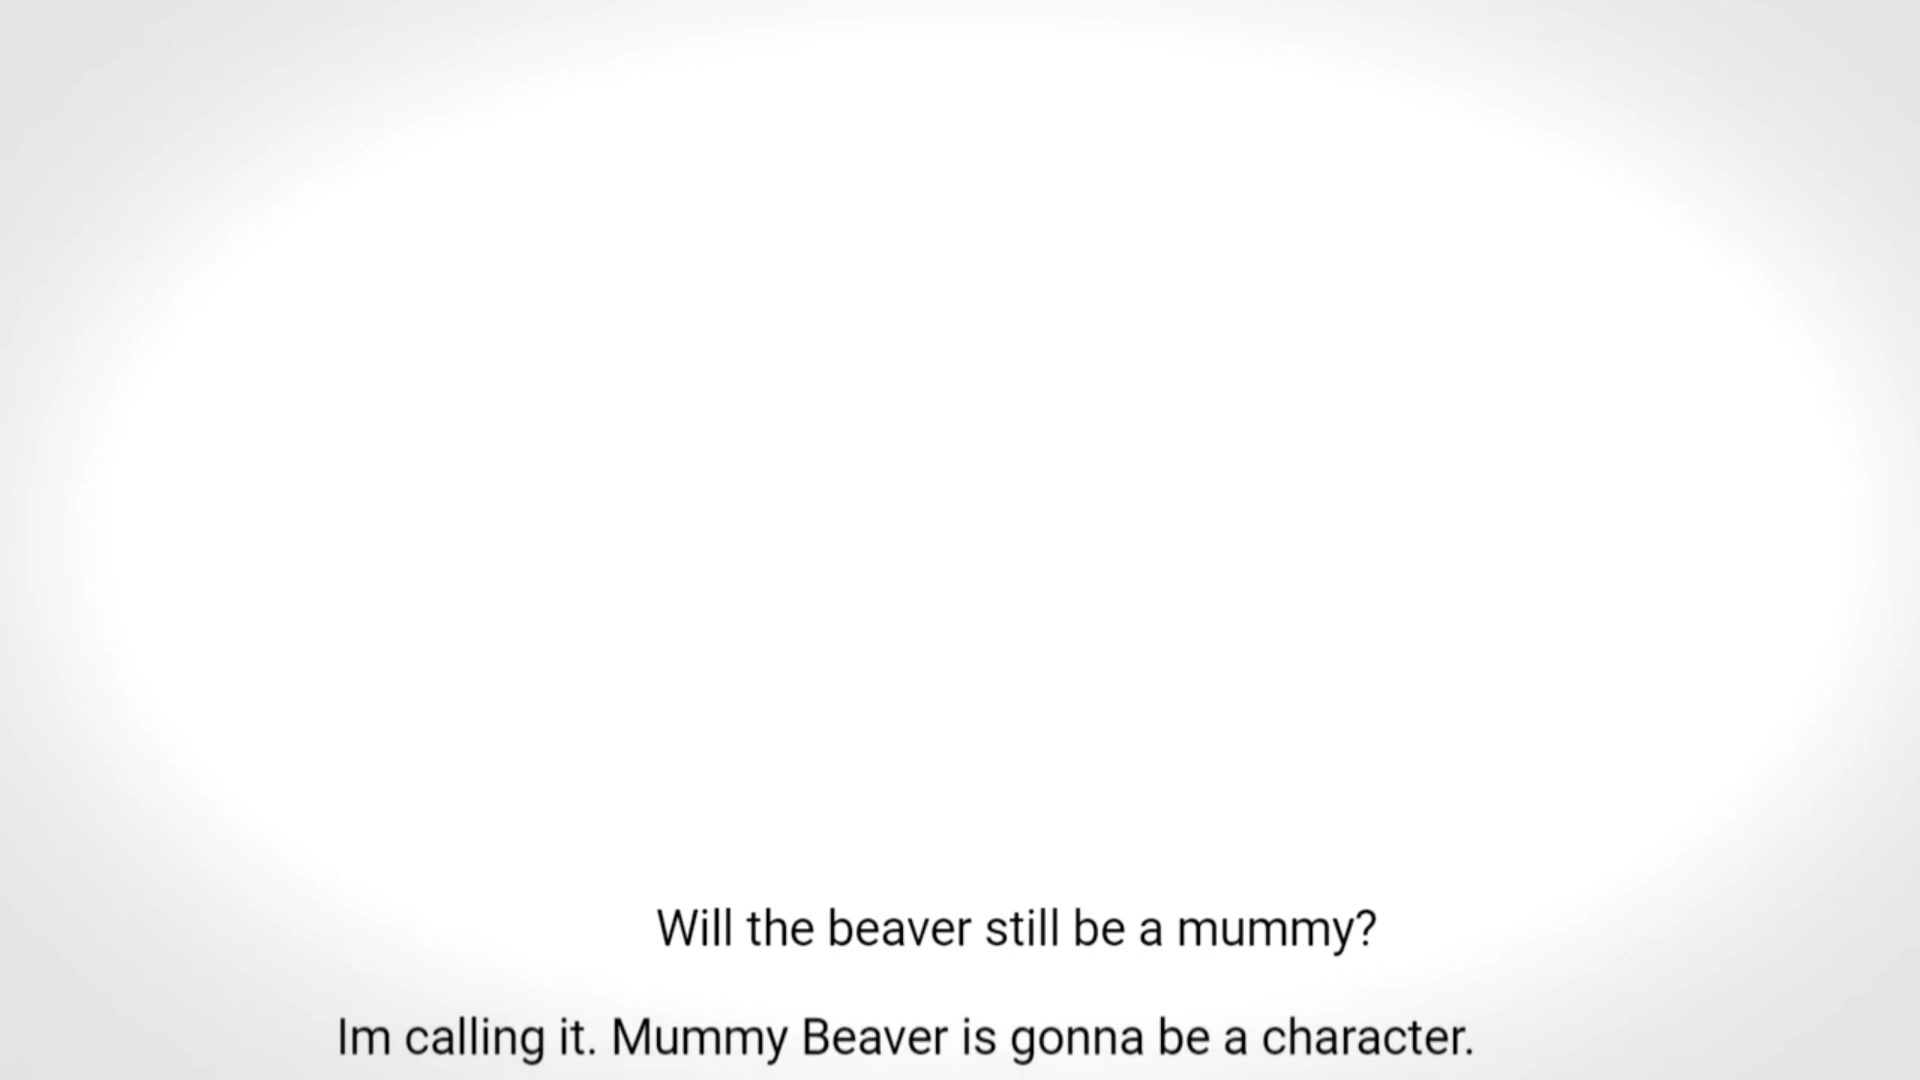 Will the beaver still be a mummy?
Im calling it. Mummy Beaver is gonna be a character.